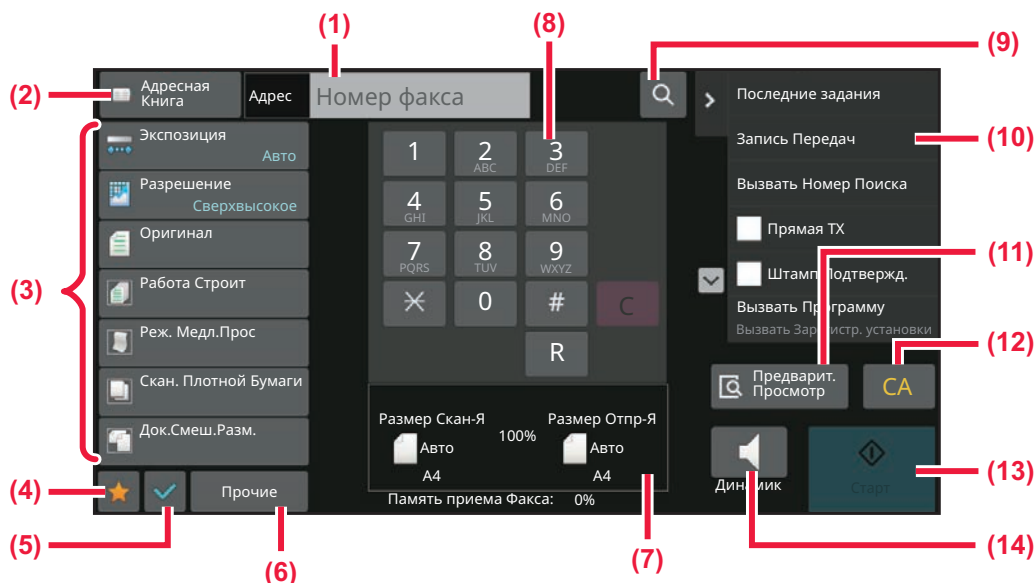 (1)
(8)
(9)
(2)
Адресная
Книга
Адрес
Номер факса
Последние задания
(3)
Экспозиция
Авто
Разрешение
Сверхвысокое
Оригинал
Работа Строит
Реж. Медл.Прос
Скан. Плотной Бумаги
Док.Смеш.Разм.
1
2
ABC
3
DEF
4
GHI
5
JKL
6
MNO
7
PQRS
8
TUV
9
WXYZ
0
#
C
R
Запись Передач
(10)
Вызвать Номер Поиска
Прямая TX
(11)
Штамп Подтвержд.
Вызвать Программу
Вызвать Зарегистр. установки
(12)
Предварит.
Просмотр
CA
Размер Скан-Я
Размер Отпр-Я
100%
Авто
Авто
A4
A4
Память приема Факса: 0%
Динамик
Старт
(13)
(4)
Прочие
(5)
(6)
(7)
(14)